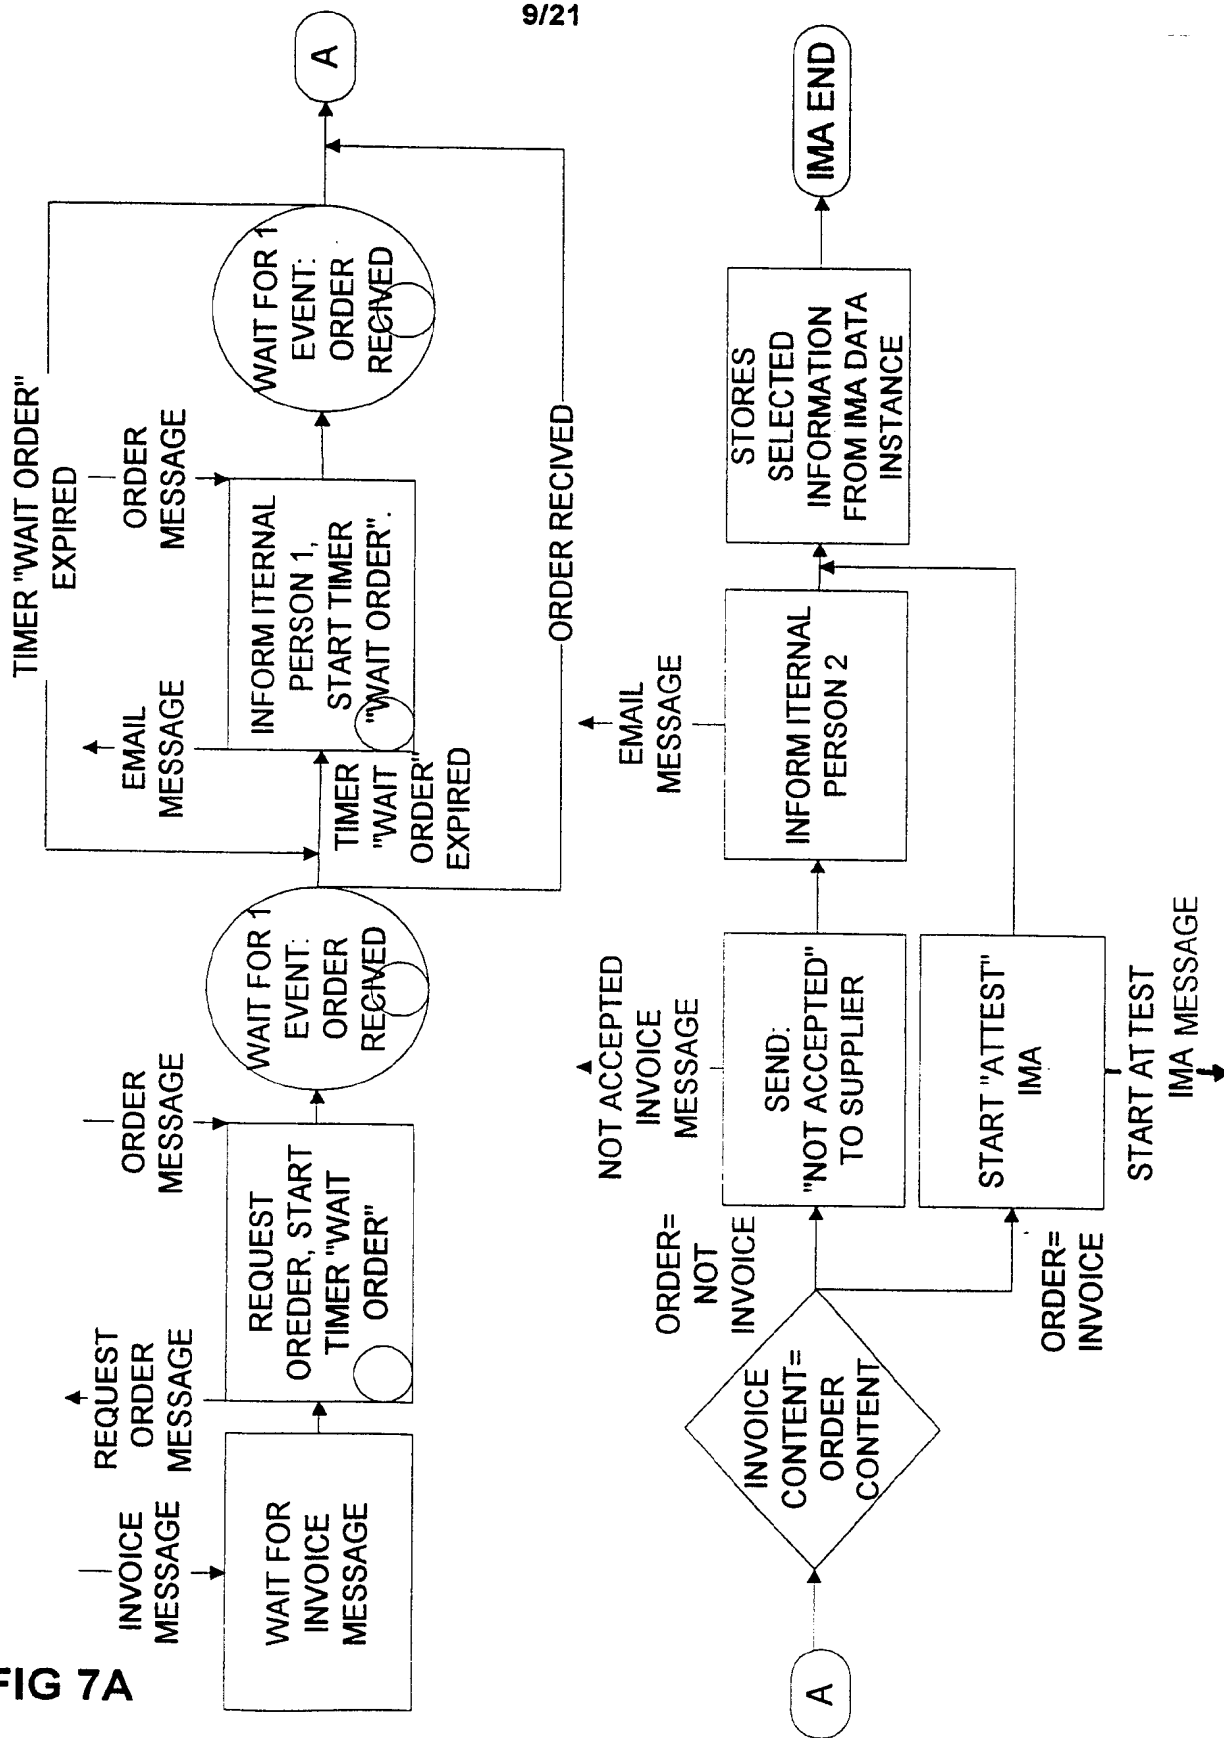 9/21
FIG 7A
INVOICE
MESSAGE
WAIT FOR
INVOICE
MESSAGE
REQUEST
ORDER
MESSAGE
ORDER
MESSAGE
REQUEST
OREDER, START
TIMER "WAIT
ORDER"
WAIT FOR 1
EVENT:
ORDER
RECIVED
TIMER "WAIT ORDER"
EXPIRED
EMAIL
MESSAGE
ORDER
MESSAGE
TIMER
"WAIT
ORDER"
EXPIRED
INFORM ITERNAL
PERSON 1,
START TIMER
"WAIT ORDER".
WAIT FOR 1
EVENT:
ORDER
RECIVED
ORDER RECIVED
A
A
INVOICE
CONTENT=
ORDER
CONTENT
ORDER=
NOT
INVOICE
ORDER=
INVOICE
NOT ACCEPTED
INVOICE
MESSAGE
SEND:
"NOT ACCEPTED"
TO SUPPLIER
START "ATTEST"
IMA
START ATTEST
IMA MESSAGE
EMAIL
MESSAGE
INFORM ITERNAL
PERSON 2
STORES
SELECTED
INFORMATION
FROM IMA DATA
INSTANCE
IMA END